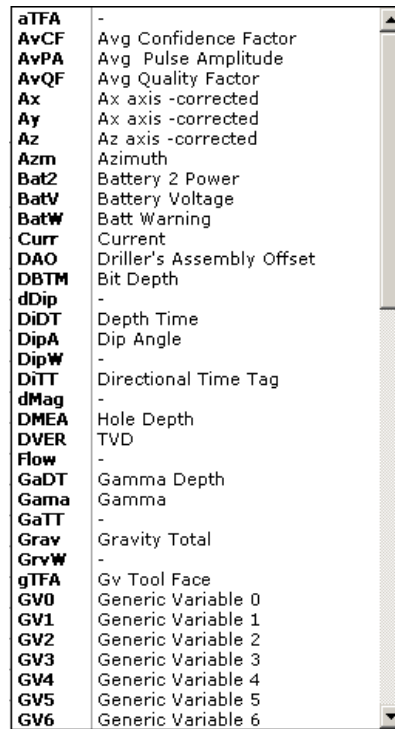 aTFA -
AvCF Avg Confidence Factor
AvPA Avg  Pulse Amplitude
AvQF Avg Quality Factor
Ax Ax axis -corrected
Ay Ax axis -corrected
Az Az axis -corrected
Azm Azimuth
Bat2 Battery 2 Power
BatV Battery Voltage
BatW Batt Warning
Curr Current
DAO Driller's Assembly Offset
DBTM Bit Depth
dDip -
DiDT Depth Time
DipA Dip Angle
DipW -
DiTT Directional Time Tag
dMag -
DMEA Hole Depth
DVER TVD
Flow -
GaDT Gamma Depth
Gama Gamma
GaTT -
Grav Gravity Total
GrvW -
gTFA Gv Tool Face
GV0 Generic Variable 0
GV1 Generic Variable 1
GV2 Generic Variable 2
GV3 Generic Variable 3
GV4 Generic Variable 4
GV5 Generic Variable 5
GV6 Generic Variable 6